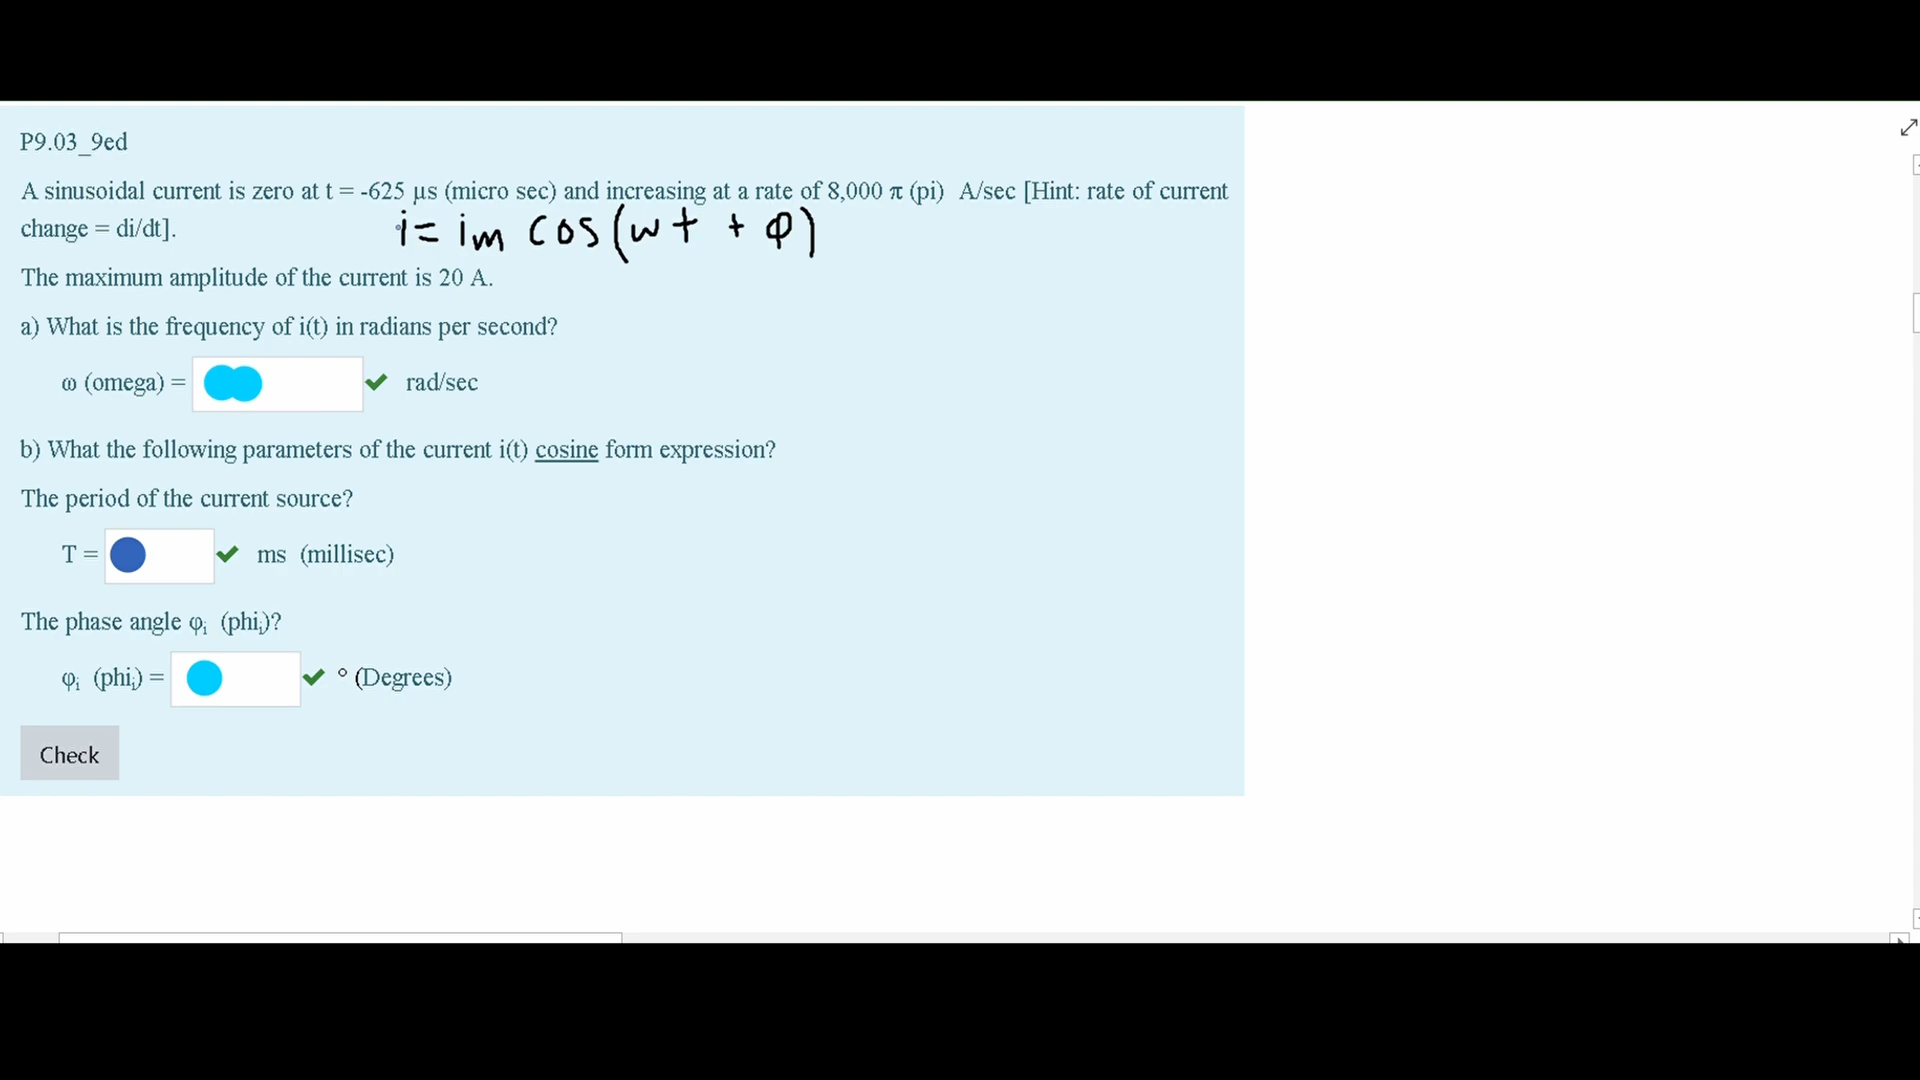 P9.03_9ed
A sinusoidal current is zero at t = -625 µs (micro sec) and increasing at a rate of 8,000 π (pi) A/sec [Hint: rate of current
change = di/dt].
i = im cos(wt + φ)
The maximum amplitude of the current is 20 A.
a) What is the frequency of i(t) in radians per second?
ω (omega) = ✔ rad/sec
b) What the following parameters of the current i(t) cosine form expression?
The period of the current source?
T = ✔ ms (millisec)
The phase angle φᵢ (phiᵢ)?
φᵢ (phiᵢ) = ✔ ° (Degrees)
Check